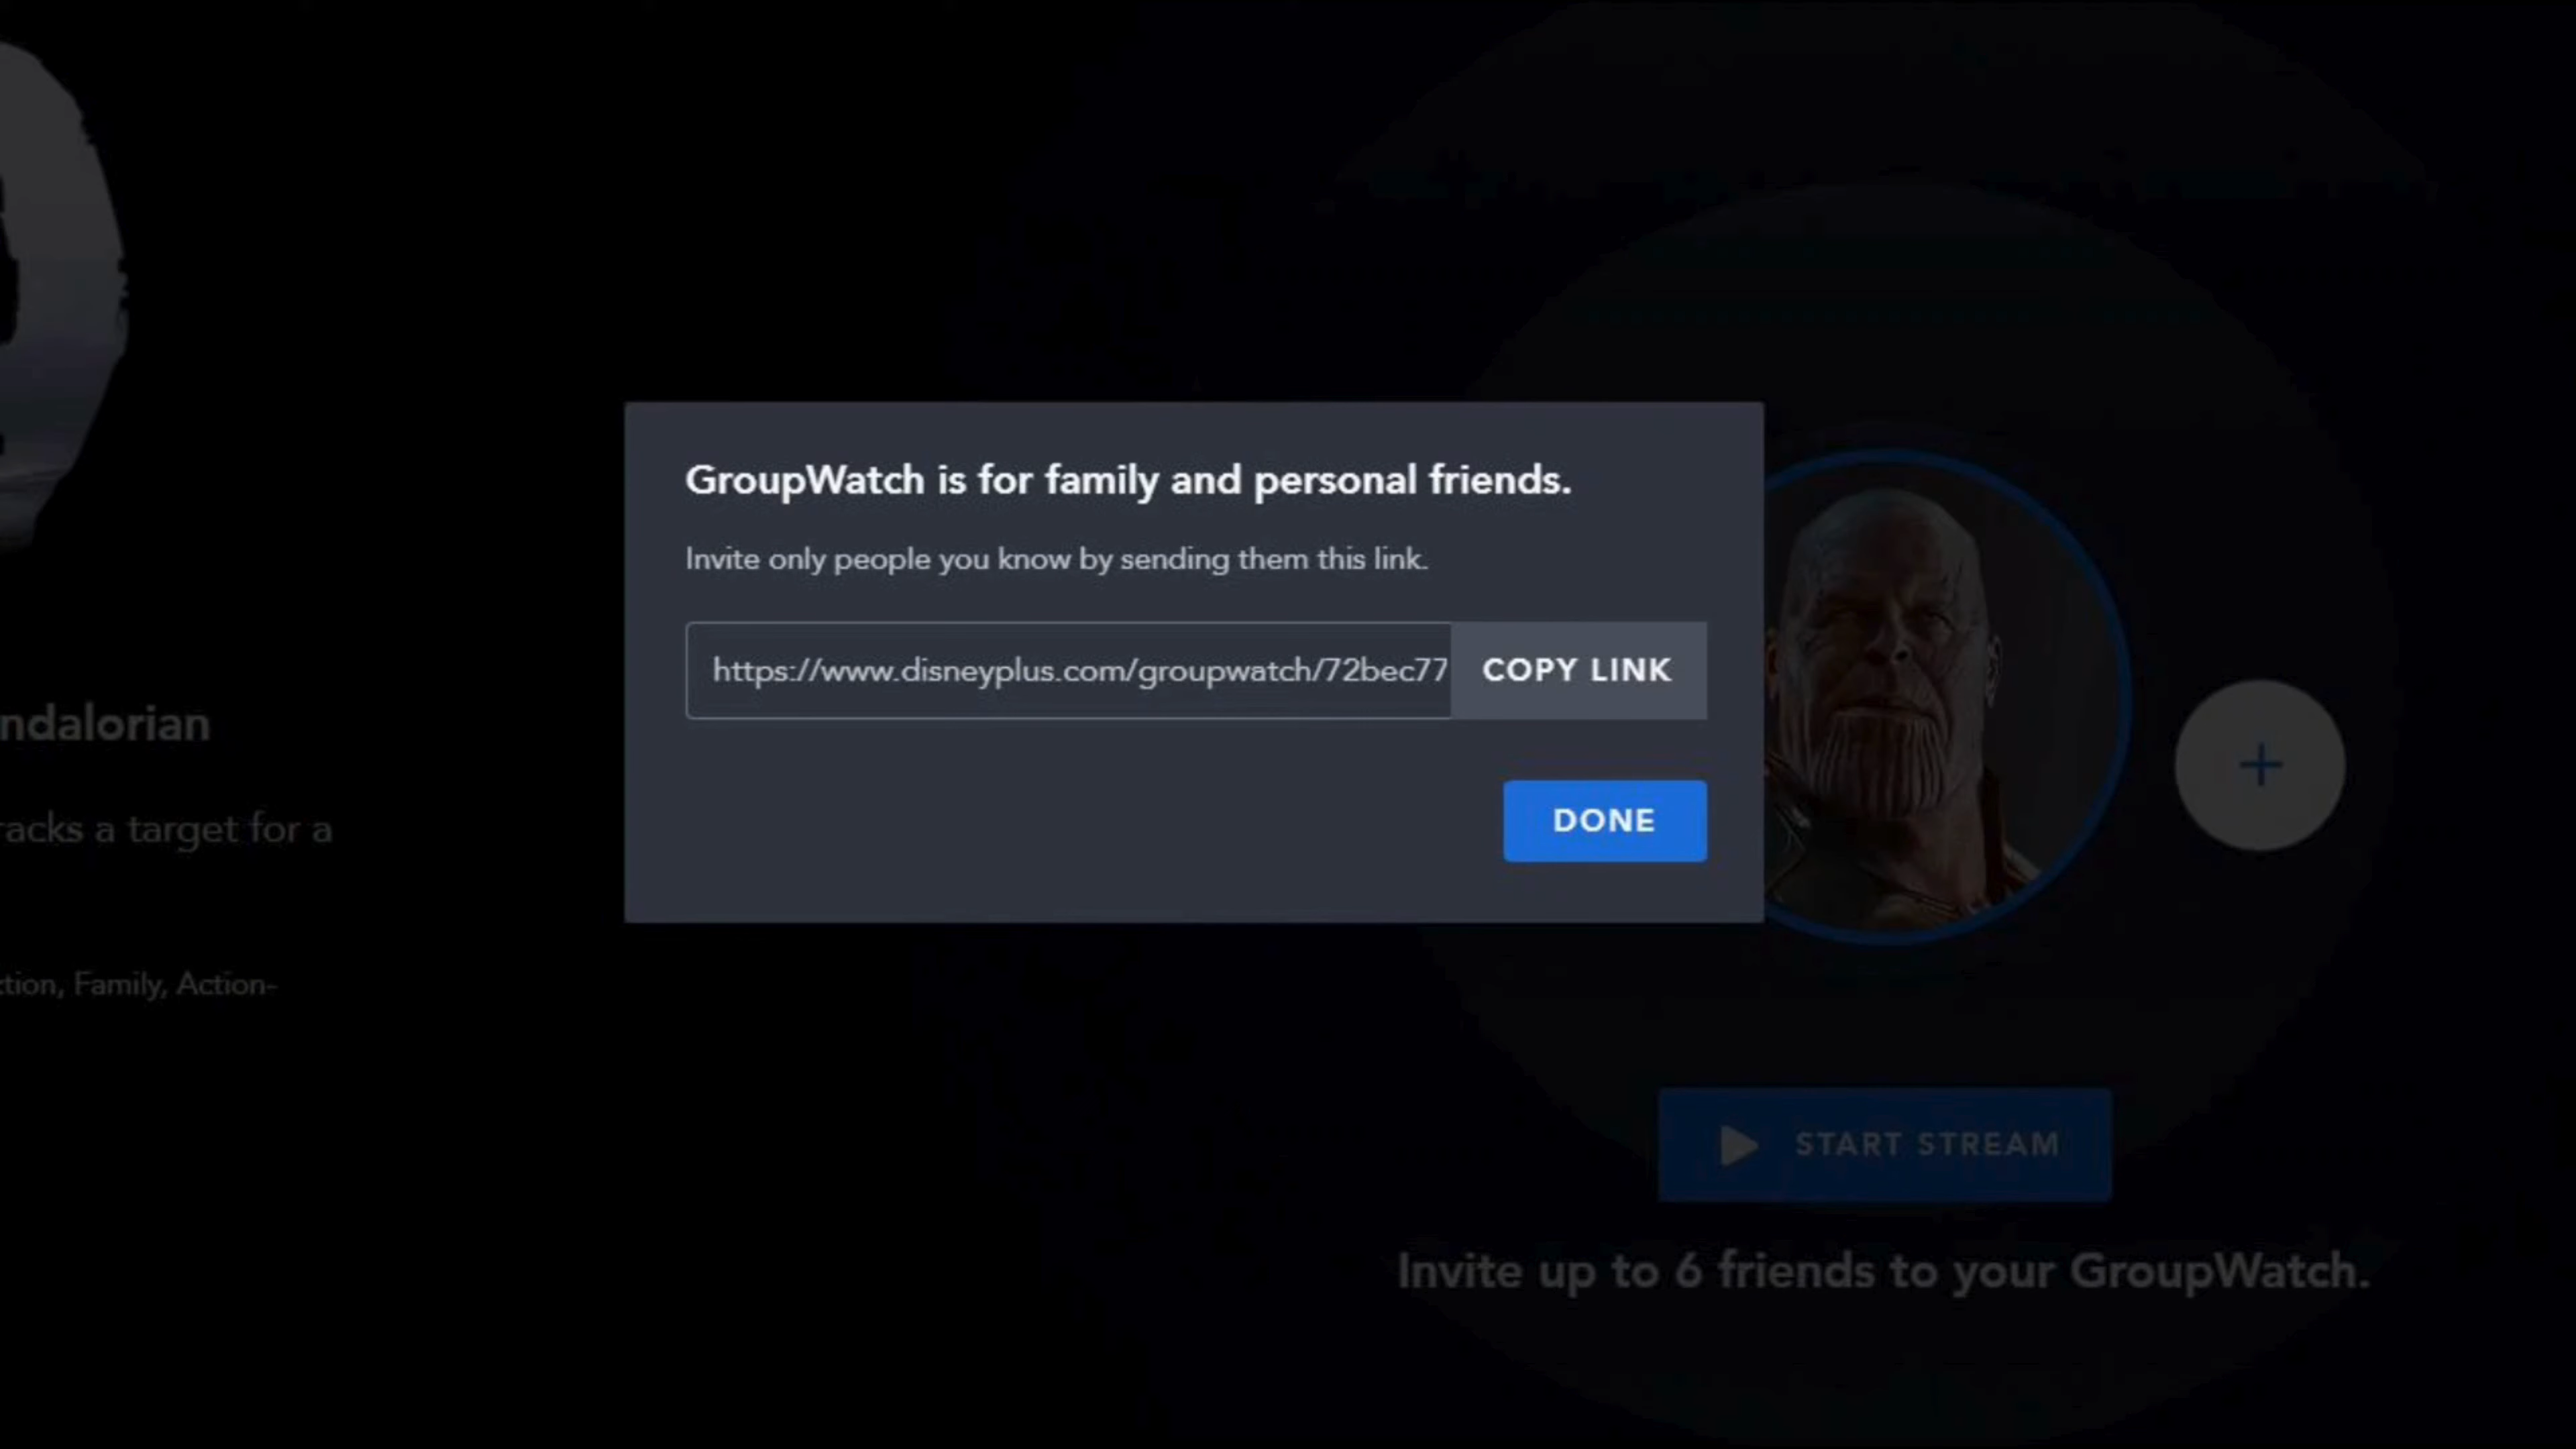 GroupWatch is for family and personal friends.
Invite only people you know by sending them this link.
https://www.disneyplus.com/groupwatch/72bec77
COPY LINK
DONE
ndalorian
racks a target for a
tion, Family, Action-
START STREAM
Invite up to 6 friends to your GroupWatch.